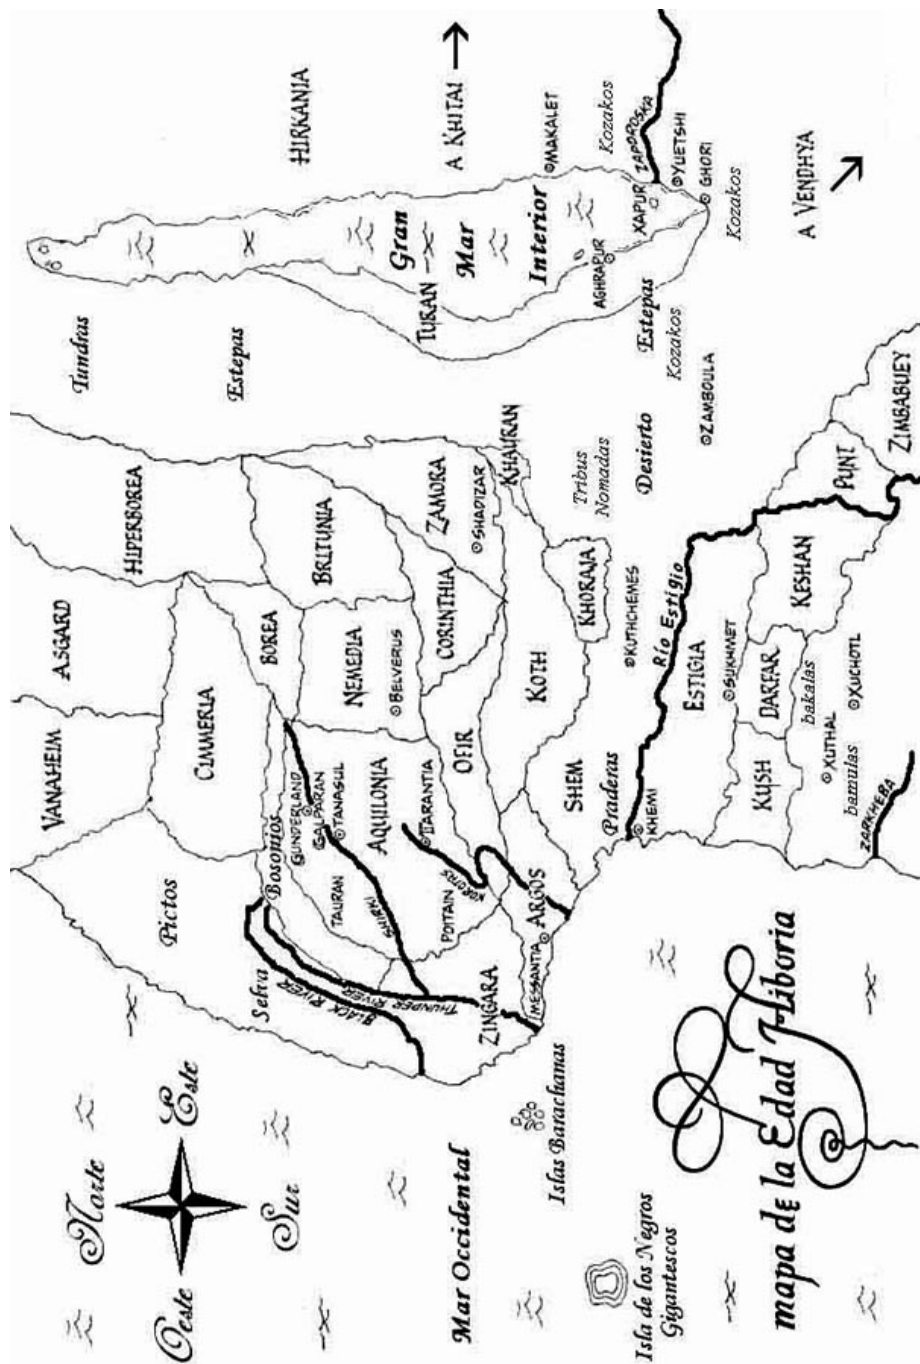 Norte
Oeste
Este
Sur
VANAHEIM
ASGARD
Tundras
Pictos
CIMMERIA
HIPERBOREA
Estepas
HIRKANIA
Selva
Bosonios
BOREA
BRITUNIA
GUNDERLAND
GALPARAN
TANASUL
TAURAN
SHIRKI
BLACK RIVER
THUNDER RIVER
AQUILONIA
NEMEDIA
BELVERUS
TARANTIA
POITAIN
KOROTAS
TURAN
Gran
Mar
Interior
A KHITAI
MAKALET
CORINTHIA
ZAMORA
SHADIZAR
OFIR
KHAURAN
ZINGARA
MESSANTIA
ARGOS
KOTH
KHORAJA
Mar Occidental
Islas Barachanas
SHEM
Praderas
Tribus
Nomadas
Desierto
AGHRAPUR
XAPUR
Kozakos
ZAPOROSKA
YUETSHI
GHORI
Kozakos
Estepas
Kozakos
ZAMBOULA
A VENDHYA
KUTHCHEMES
Río Estigio
KHEMI
ESTIGIA
SUKHMET
Isla de los Negros
Gigantescos
KUSH
DARFAR
KESHAN
PUNT
ZIMBABUEY
bakalas
XUTHAL
XUCHOTL
bamulas
ZARKHEBA
mapa de la Edad Hiboria